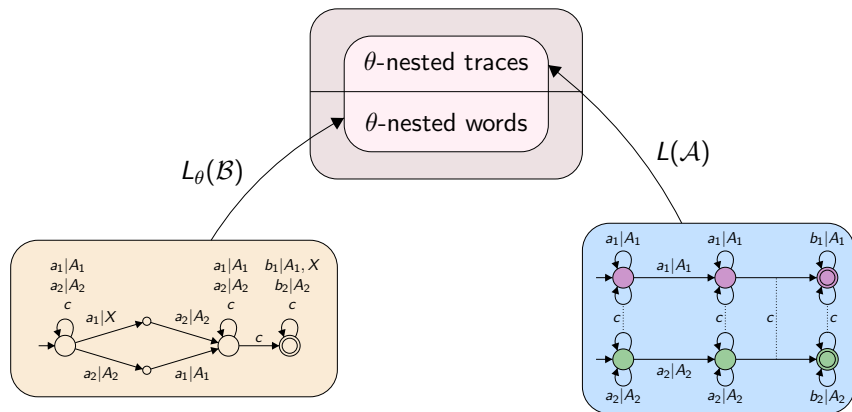 θ-nested traces
θ-nested words
L_θ(ℬ)
L(𝒜)
a₁|A₁
a₂|A₂
c
a₁|X
a₂|A₂
a₂|A₂
a₁|A₁
a₁|A₁
a₂|A₂
c
c
b₁|A₁, X
b₂|A₂
c
a₁|A₁
a₁|A₁
b₁|A₁
a₁|A₁
c
c
c
c
a₂|A₂
a₂|A₂
a₂|A₂
b₂|A₂